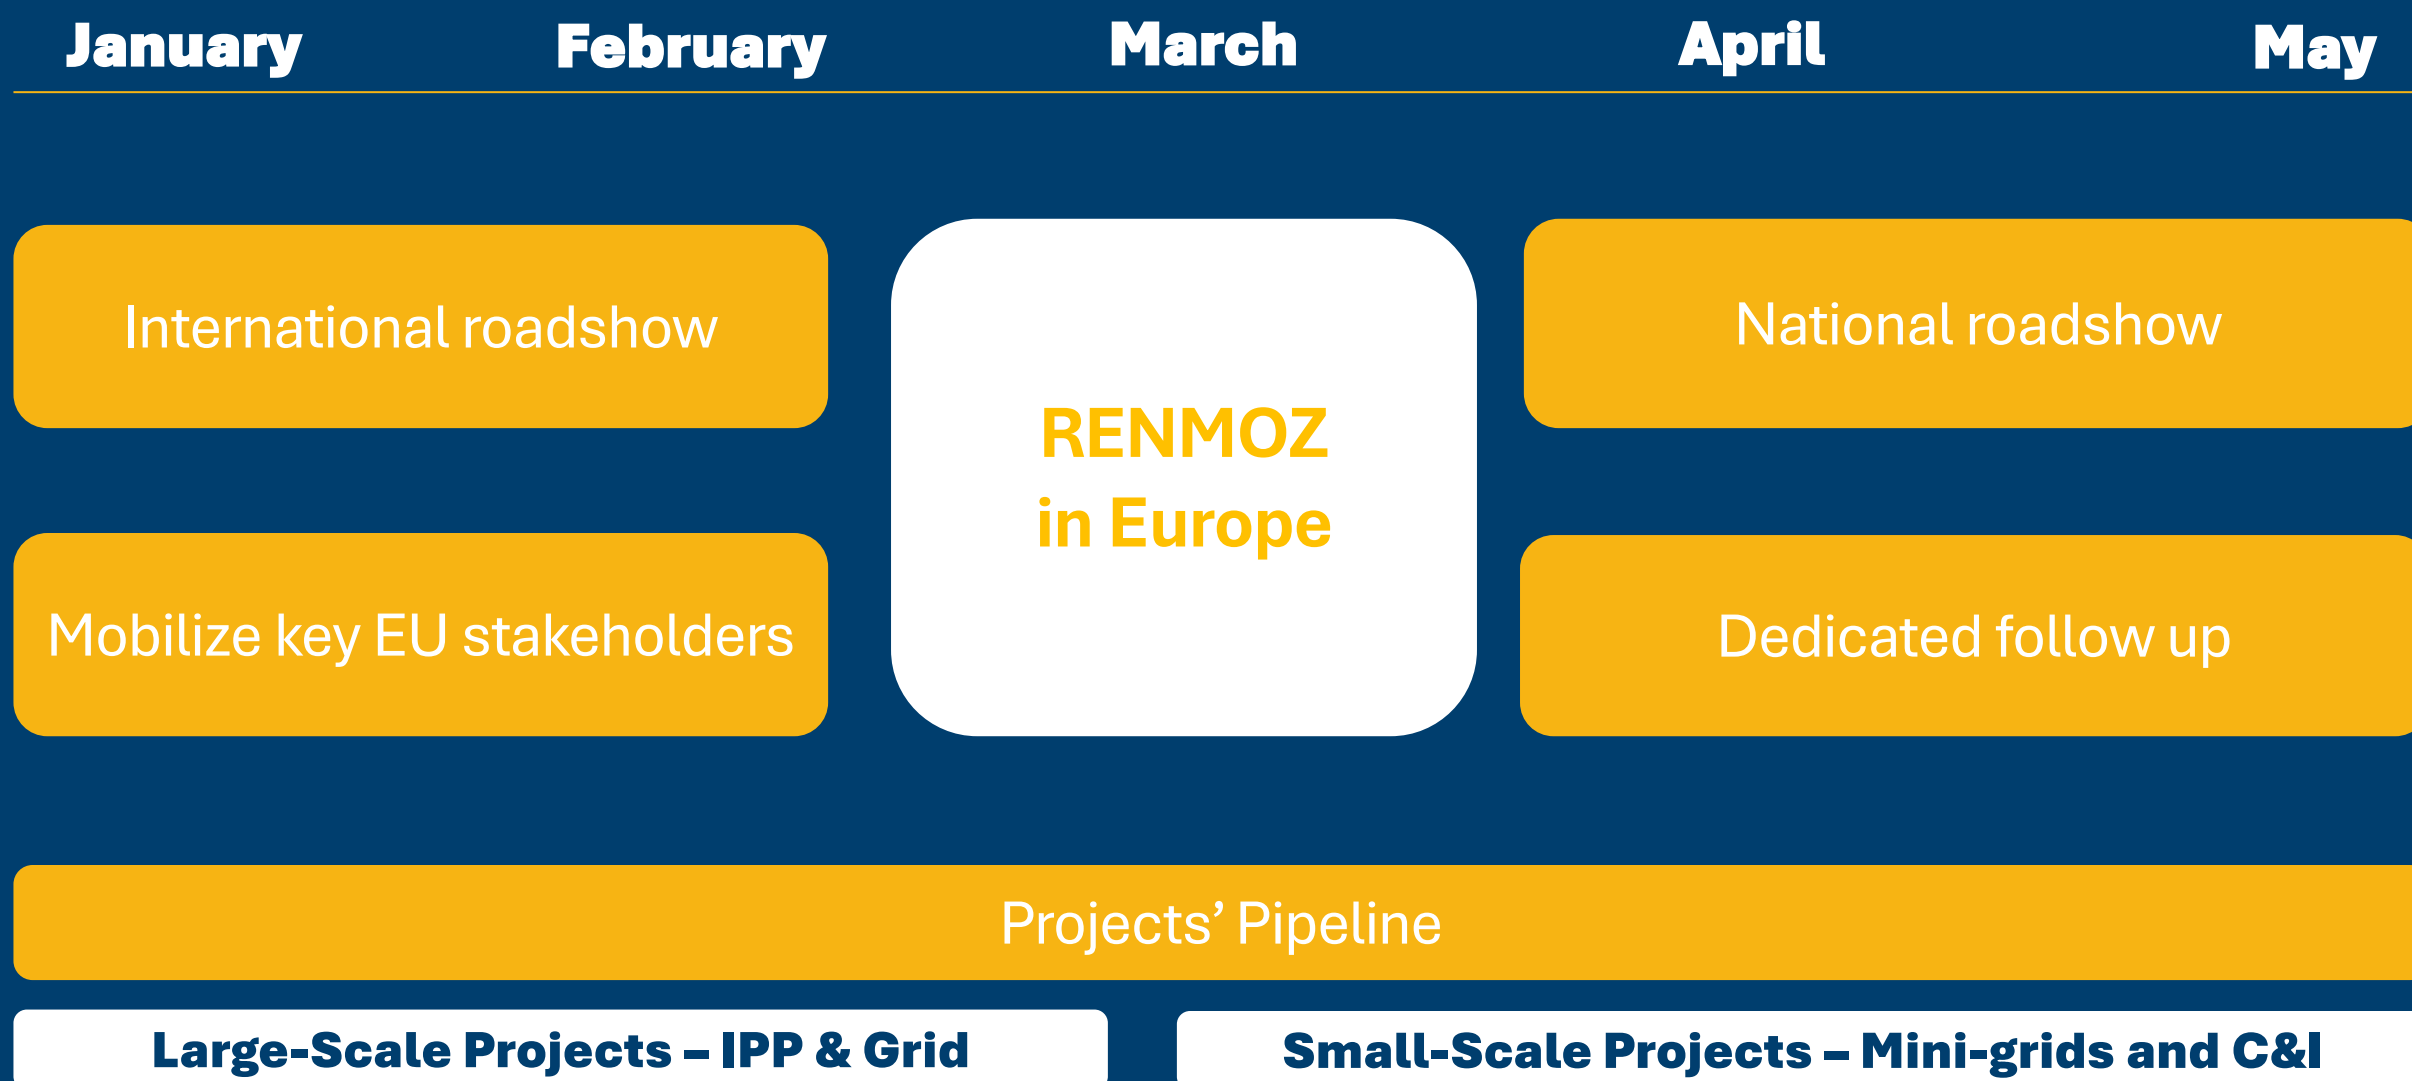 January
February
March
April
May
International roadshow
Mobilize key EU stakeholders
RENMOZ
in Europe
National roadshow
Dedicated follow up
Projects’ Pipeline
Large-Scale Projects – IPP & Grid
Small-Scale Projects – Mini-grids and C&I